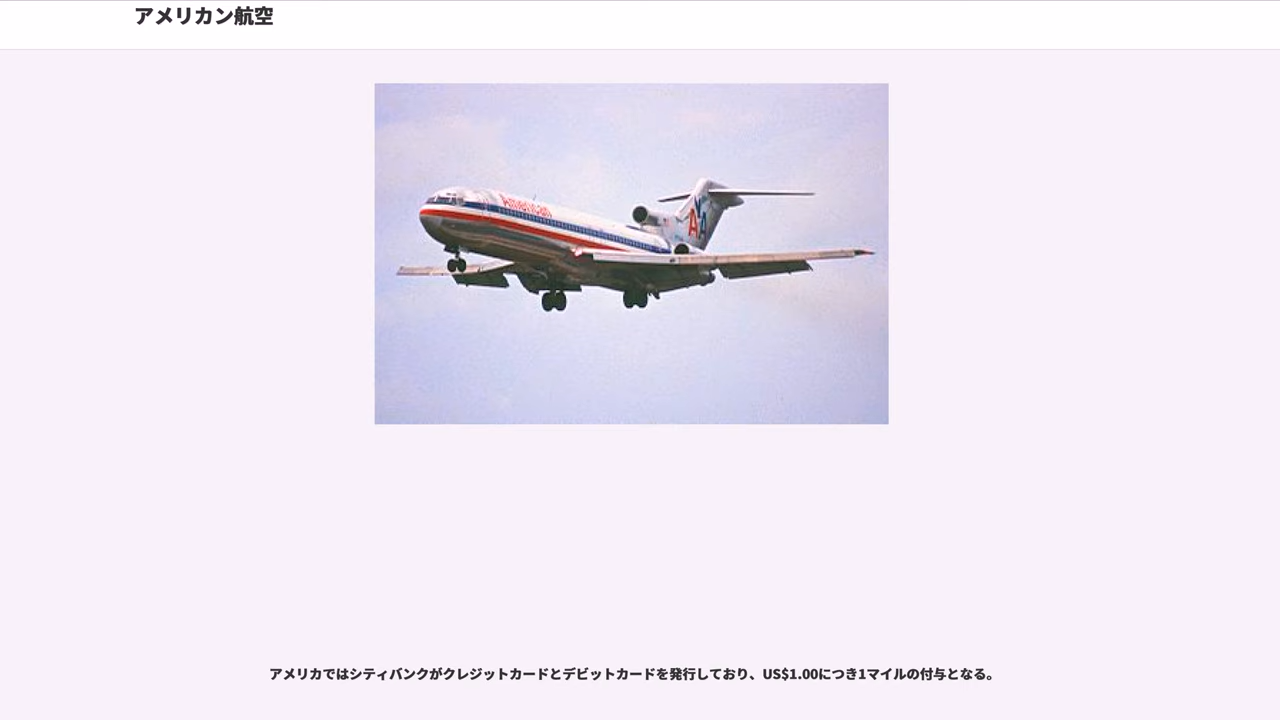 アメリカン航空
American
AA
アメリカではシティバンクがクレジットカードとデビットカードを発行しており、US$1.00につき1マイルの付与となる。